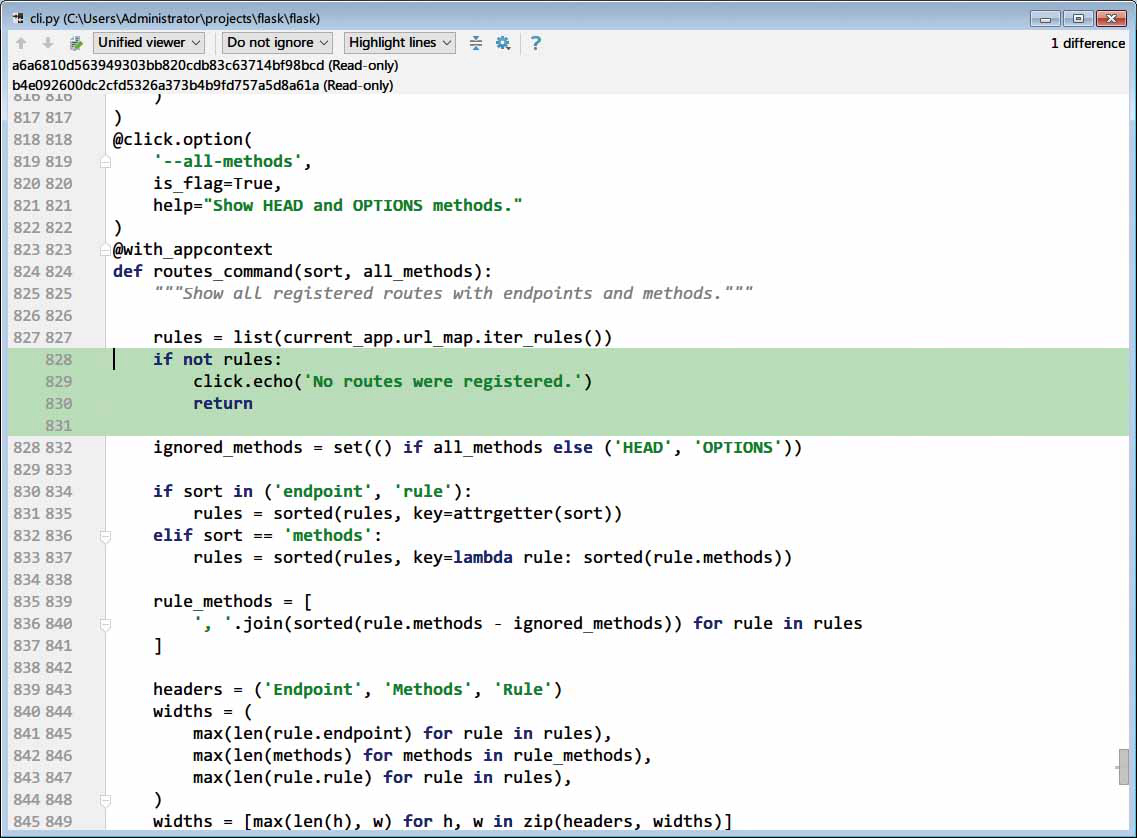 cli.py (C:\Users\Administrator\projects\flask\flask)
Unified viewer Do not ignore Highlight lines ? 1 difference
a6a6810d563949303bb820cdb83c63714bf98bcd (Read-only)
b4e092600dc2cfd5326a373b4b9fd757a5d8a61a (Read-only)
816 816 )
817 817 )
818 818 @click.option(
819 819 '--all-methods',
820 820 is_flag=True,
821 821 help="Show HEAD and OPTIONS methods."
822 822 )
823 823 @with_appcontext
824 824 def routes_command(sort, all_methods):
825 825 """Show all registered routes with endpoints and methods."""
826 826
827 827 rules = list(current_app.url_map.iter_rules())
828 if not rules:
829 click.echo('No routes were registered.')
830 return
831
828 832 ignored_methods = set(() if all_methods else ('HEAD', 'OPTIONS'))
829 833
830 834 if sort in ('endpoint', 'rule'):
831 835 rules = sorted(rules, key=attrgetter(sort))
832 836 elif sort == 'methods':
833 837 rules = sorted(rules, key=lambda rule: sorted(rule.methods))
834 838
835 839 rule_methods = [
836 840 ', '.join(sorted(rule.methods - ignored_methods)) for rule in rules
837 841 ]
838 842
839 843 headers = ('Endpoint', 'Methods', 'Rule')
840 844 widths = (
841 845 max(len(rule.endpoint) for rule in rules),
842 846 max(len(methods) for methods in rule_methods),
843 847 max(len(rule.rule) for rule in rules),
844 848 )
845 849 widths = [max(len(h), w) for h, w in zip(headers, widths)]